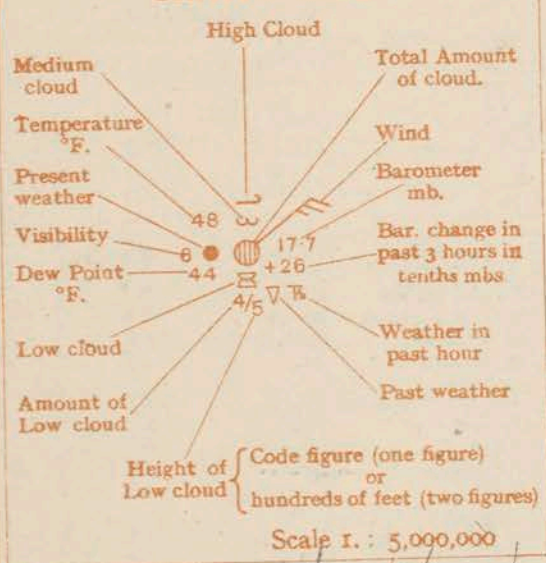 High Cloud
Medium
cloud
Total Amount
of cloud.
Temperature
°F.
Wind
Present
weather
Barometer
mb.
48
Visibility
6
17·7
Bar. change in
past 3 hours in
tenths mbs
+26
Dew Point
°F.
44
4/5
Low cloud
Weather in
past hour
Amount of
Low cloud
Past weather
Height of
Low cloud
Code figure (one figure)
or
hundreds of feet (two figures)
Scale 1. : 5,000,000